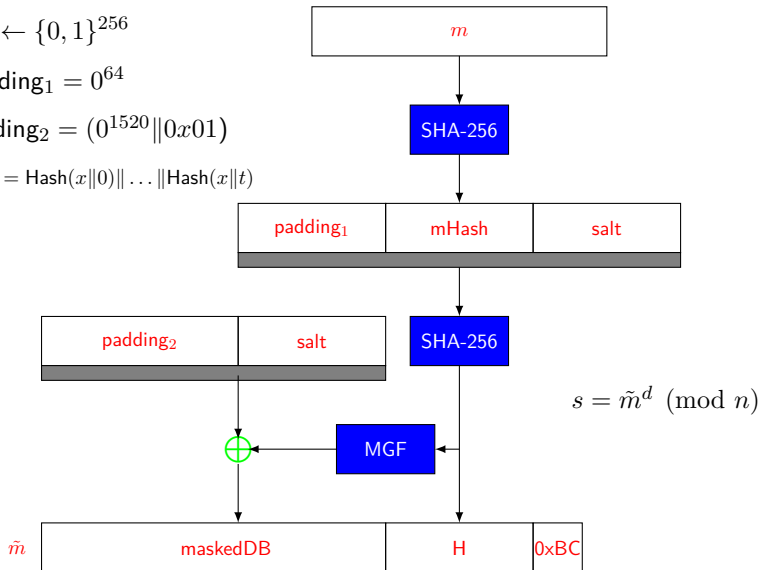 ← {0, 1}^256
m
ding₁ = 0^64
ding₂ = (0^1520‖0x01)
SHA-256
= Hash(x‖0)‖ … ‖Hash(x‖t)
padding₁ mHash salt
padding₂ salt
SHA-256
s = m̃^d (mod n)
MGF
m̃ maskedDB H 0xBC